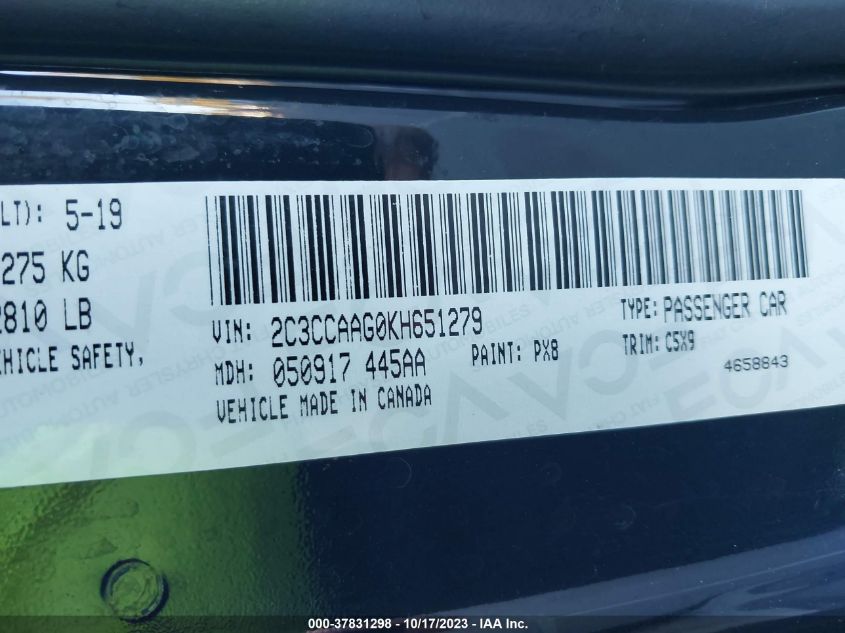 LT): 5-19
275 KG
2810 LB
EHICLE SAFETY,
VIN: 2C3CCAAG0KH651279
TYPE: PASSENGER CAR
MDH: 050917 445AA
PAINT: PX8
TRIM: C5X9
4658843
VEHICLE MADE IN CANADA
000-37831298 - 10/17/2023 - IAA Inc.